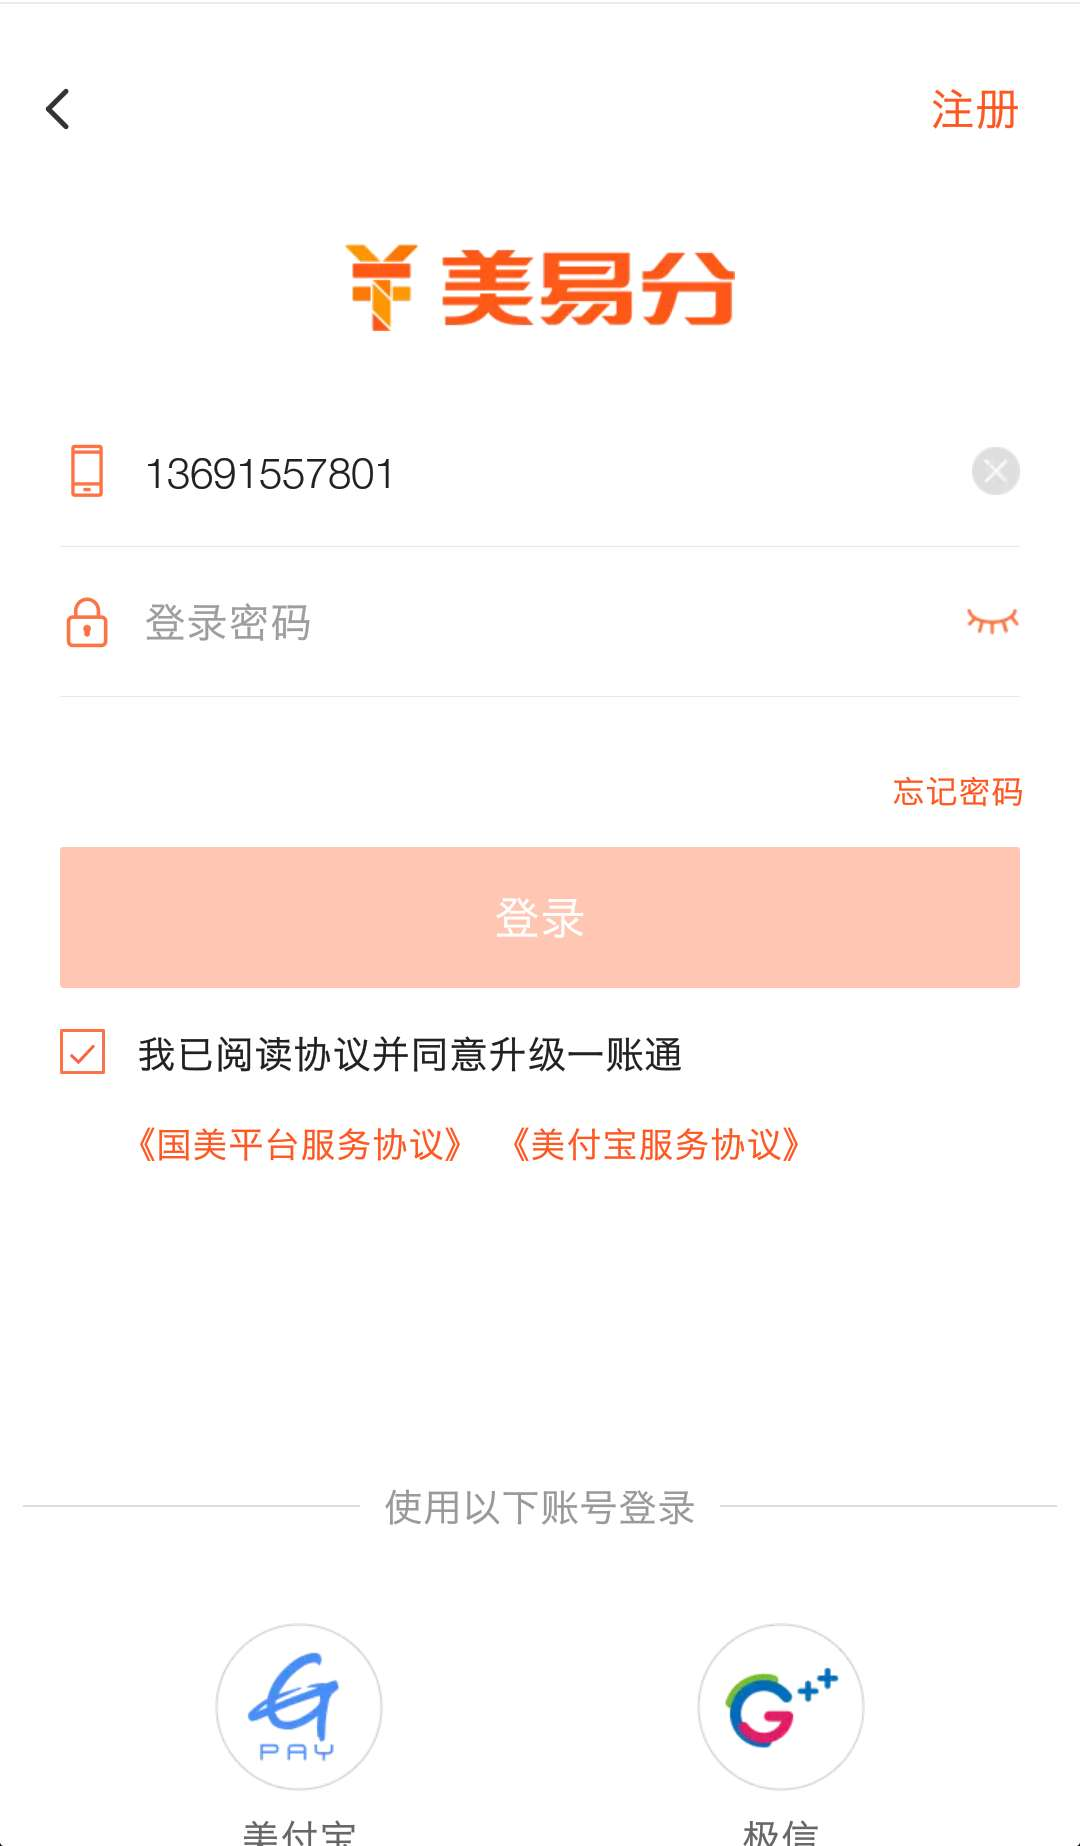 注册
美易分
13691557801
登录密码
忘记密码
登录
我已阅读协议并同意升级一账通
《国美平台服务协议》 《美付宝服务协议》
使用以下账号登录
PAY
G++
美付宝
极信